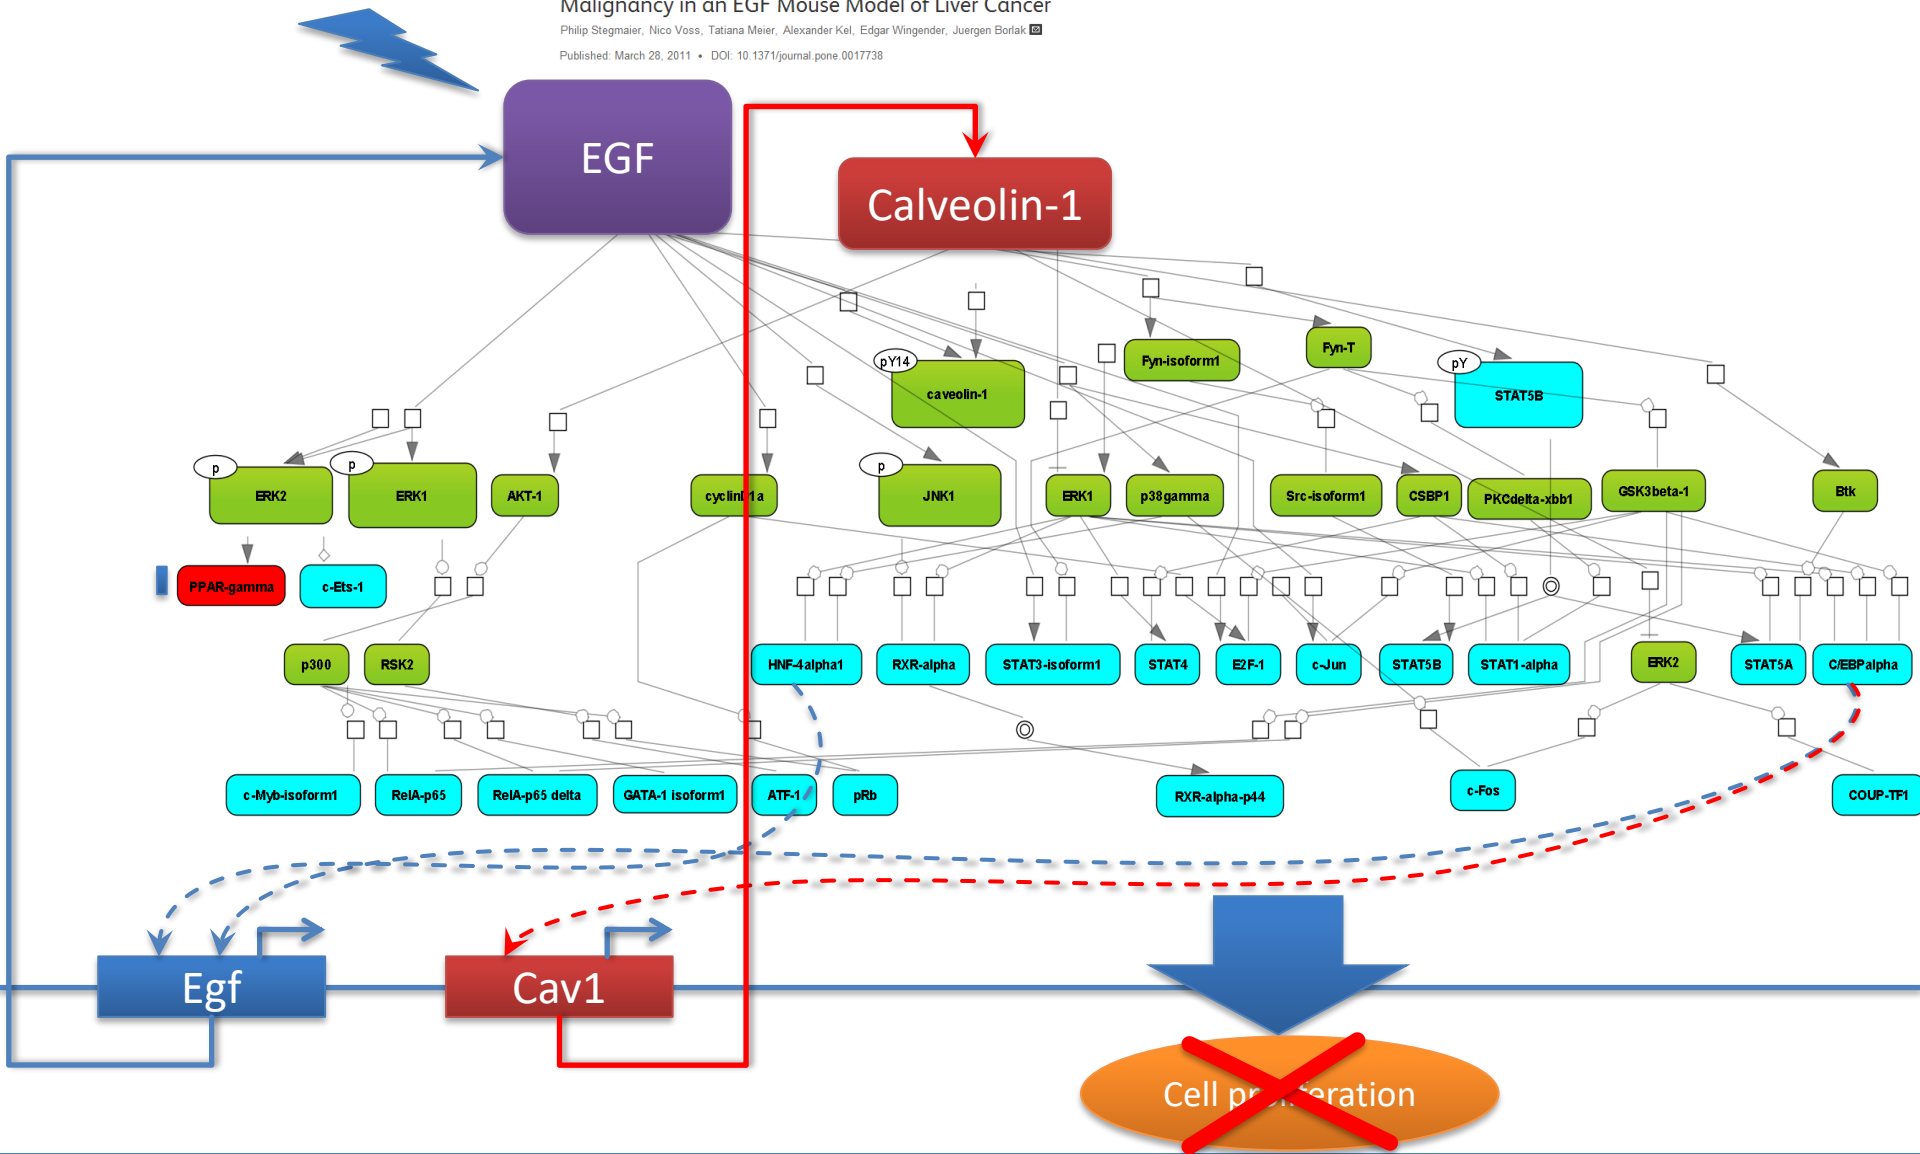 Malignancy in an EGF Mouse Model of Liver Cancer
Philip Stegmaier, Nico Voss, Tatiana Meier, Alexander Kel, Edgar Wingender, Juergen Borlak
Published: March 28, 2011 • DOI: 10.1371/journal.pone.0017738
EGF
Calveolin-1
pY14
caveolin-1
Fyn-isoform1
Fyn-T
pY
STAT5B
p
ERK2
p
ERK1
AKT-1
cyclinD1a
p
JNK1
ERK1
p38gamma
Src-isoform1
CSBP1
PKCdelta-xbb1
GSK3beta-1
Btk
PPAR-gamma
c-Ets-1
p300
RSK2
HNF-4alpha1
RXR-alpha
STAT3-isoform1
STAT4
E2F-1
c-Jun
STAT5B
STAT1-alpha
ERK2
STAT5A
C/EBPalpha
c-Myb-isoform1
RelA-p65
RelA-p65 delta
GATA-1 isoform1
ATF-1
pRb
RXR-alpha-p44
c-Fos
COUP-TF1
Egf
Cav1
Cell proliferation